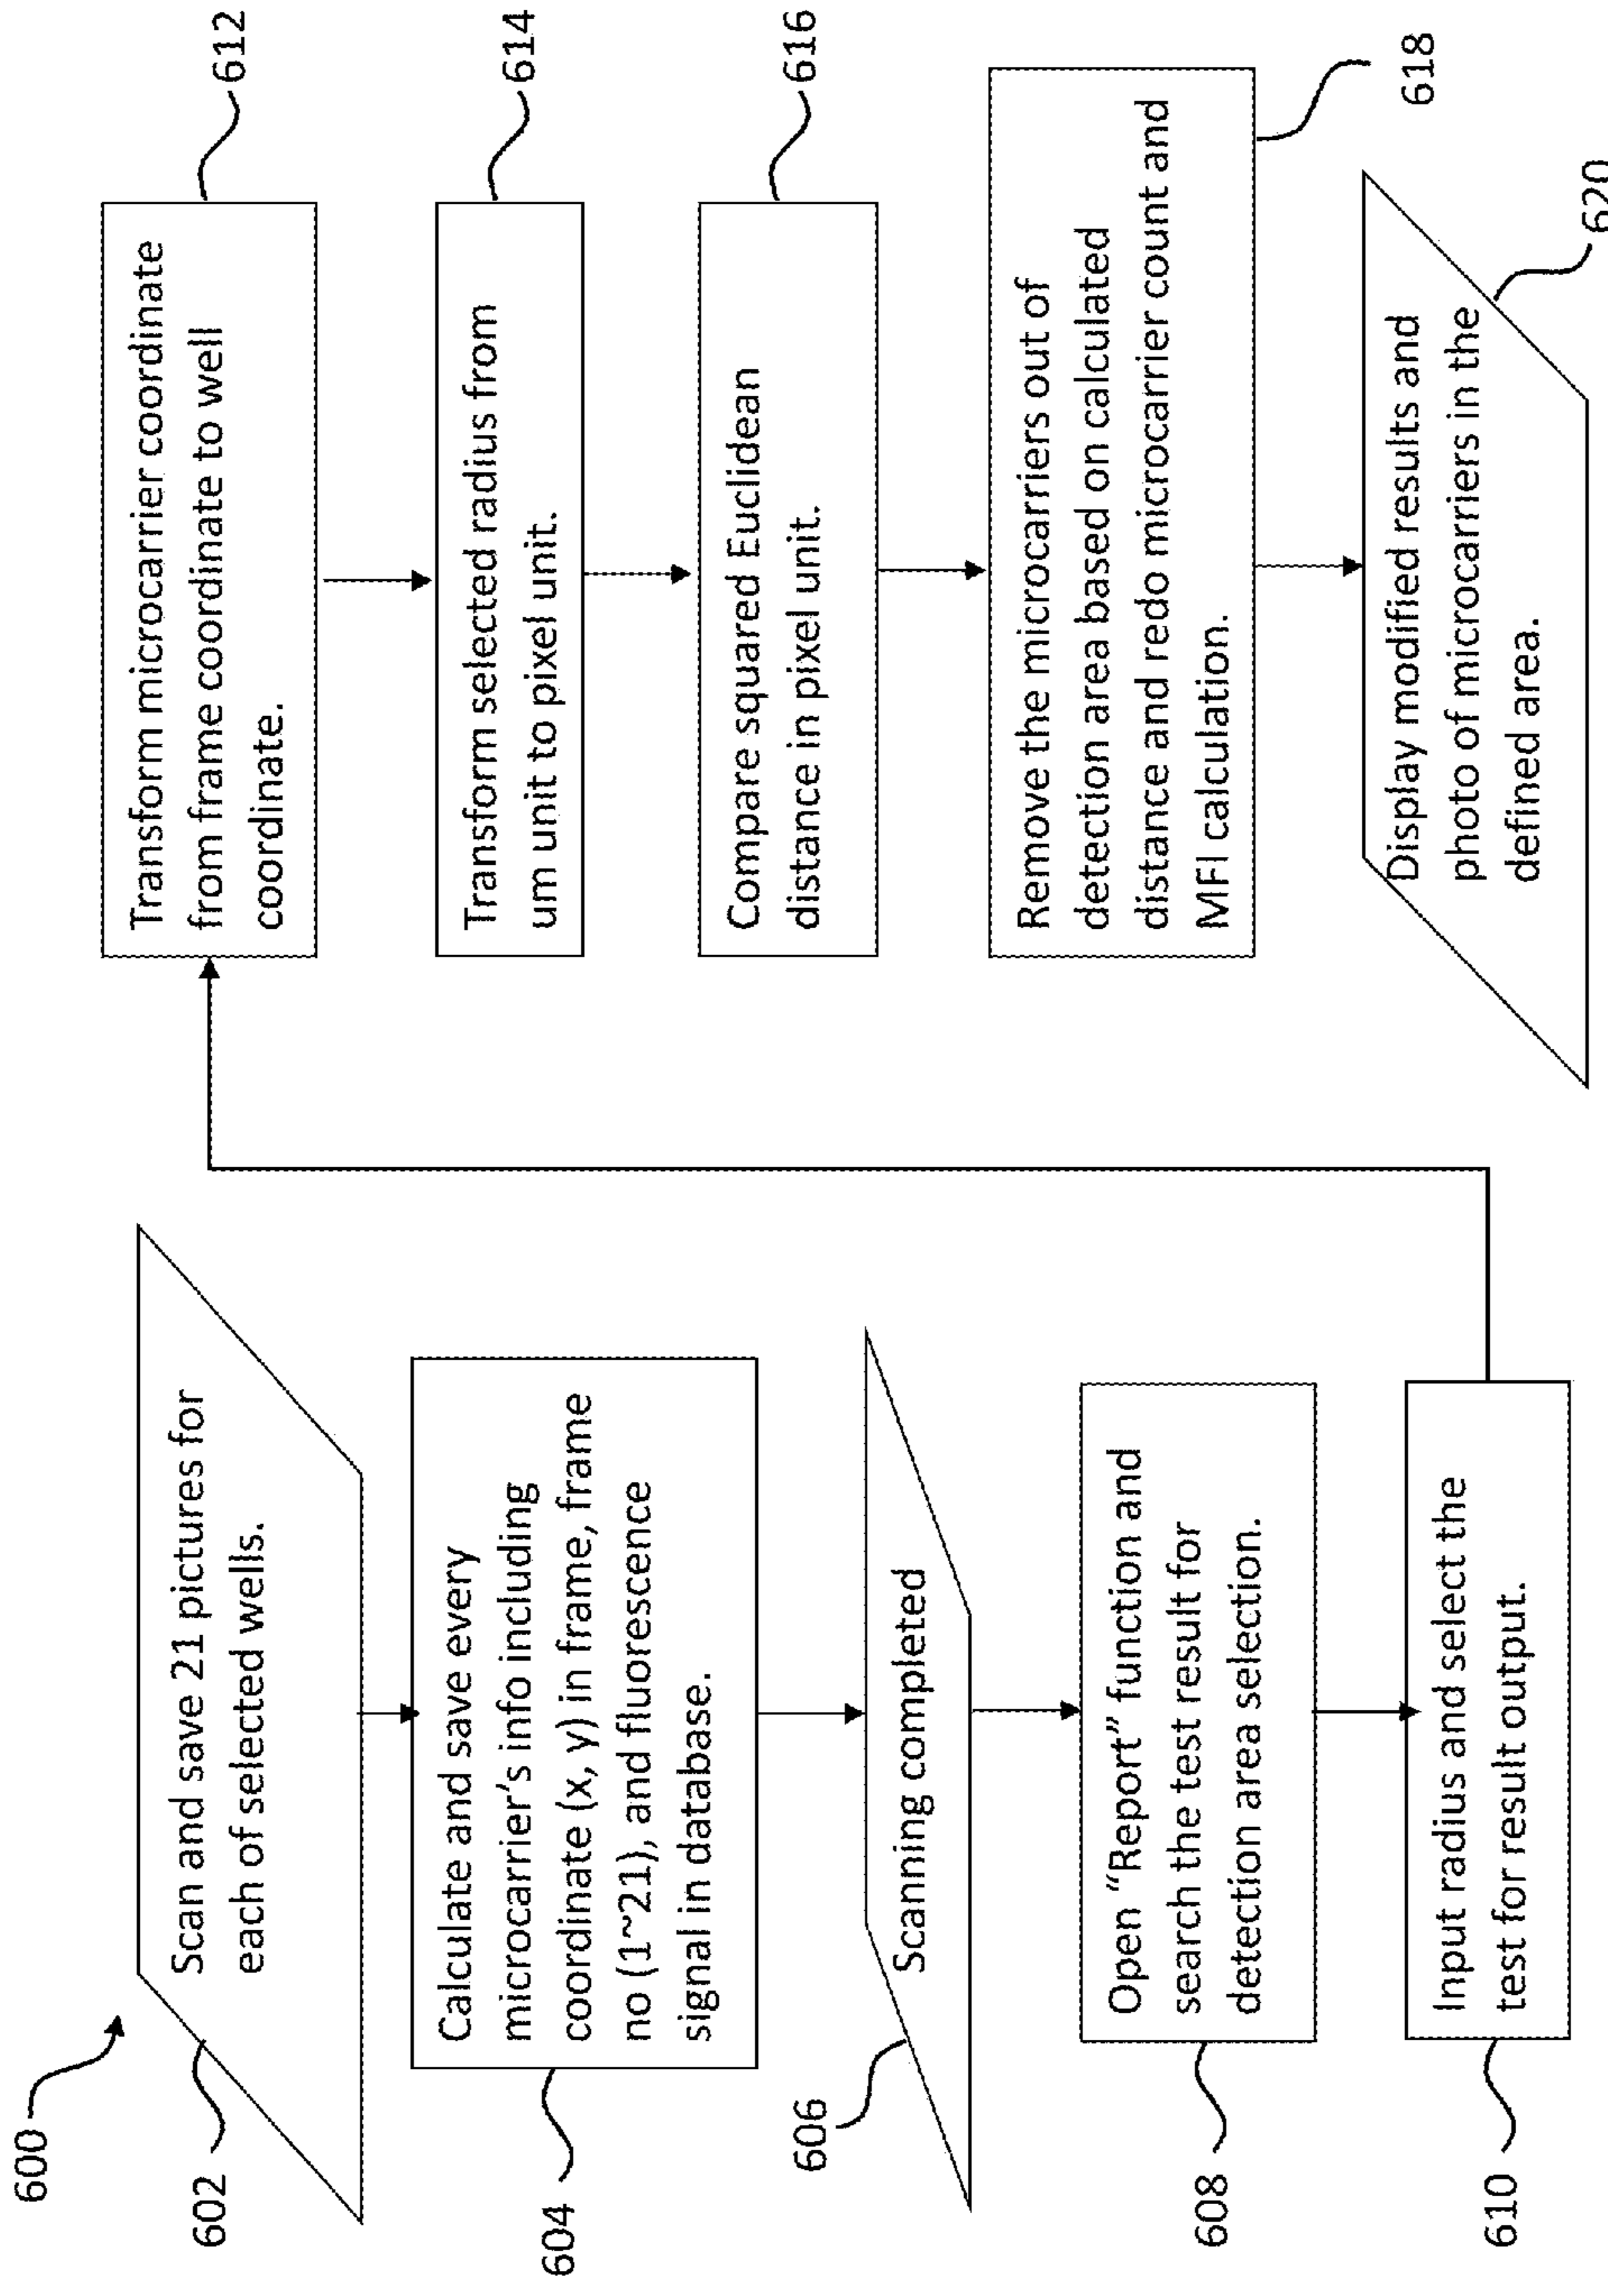 600
602
Scan and save 21 pictures for
each of selected wells.
604
Calculate and save every
microcarrier's info including
coordinate (x, y) in frame, frame
no (1~21), and fluorescence
signal in database.
606
Scanning completed
608
Open “Report” function and
search the test result for
detection area selection.
610
Input radius and select the
test for result output.
612
Transform microcarrier coordinate
from frame coordinate to well
coordinate.
614
Transform selected radius from
um unit to pixel unit.
616
Compare squared Euclidean
distance in pixel unit.
618
Remove the microcarriers out of
detection area based on calculated
distance and redo microcarrier count and
MFI calculation.
620
Display modified results and
photo of microcarriers in the
defined area.